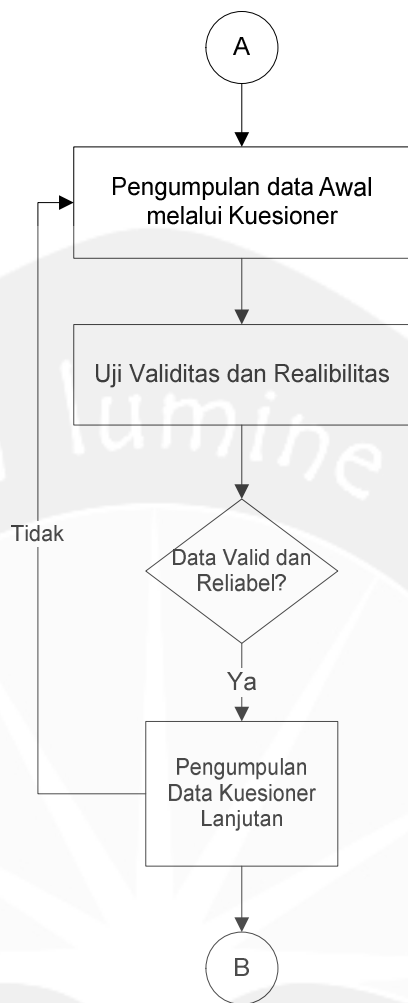 A
Pengumpulan data Awal
melalui Kuesioner
Uji Validitas dan Realibilitas
lumine
Tidak
Data Valid dan
Reliabel?
Ya
Pengumpulan
Data Kuesioner
Lanjutan
B